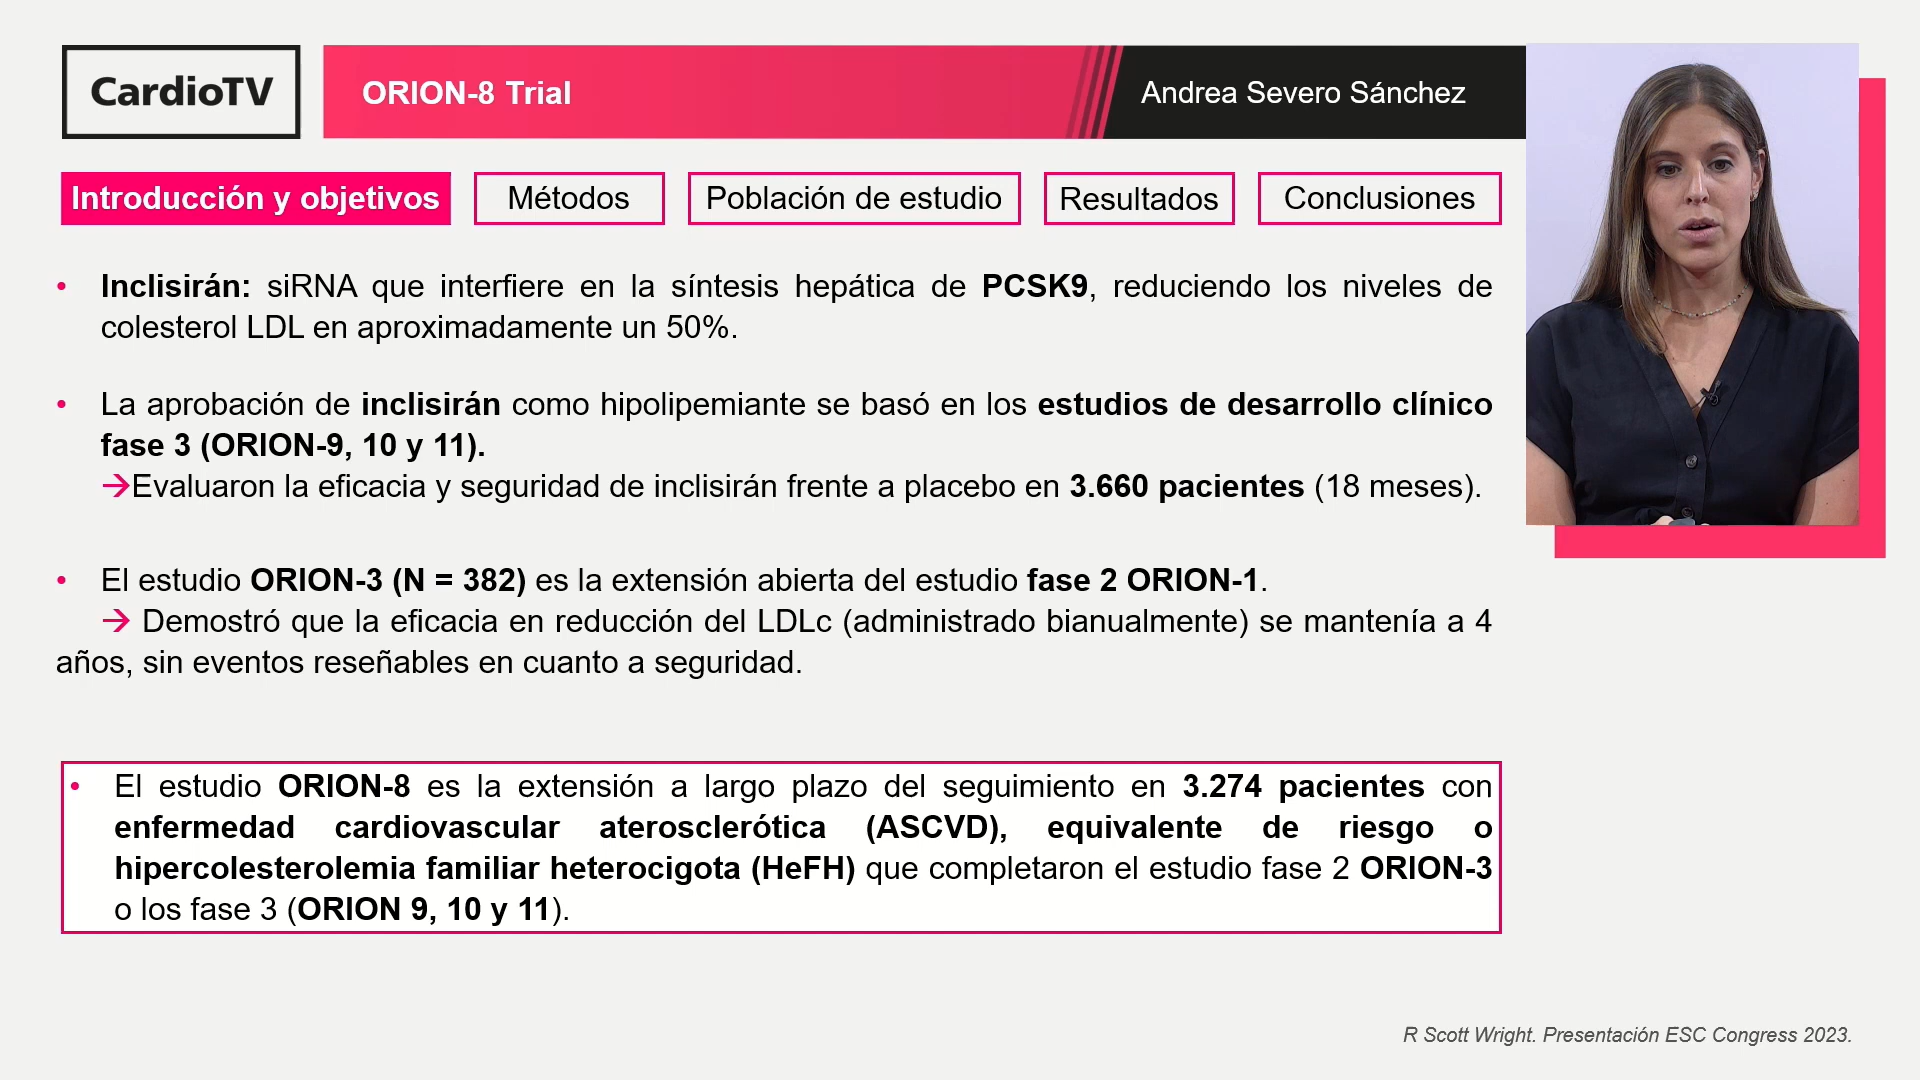 CardioTV
ORION-8 Trial
Andrea Severo Sánchez
Introducción y objetivos
Métodos
Población de estudio
Resultados
Conclusiones
• Inclisirán: siRNA que interfiere en la síntesis hepática de PCSK9, reduciendo los niveles de
colesterol LDL en aproximadamente un 50%.
• La aprobación de inclisirán como hipolipemiante se basó en los estudios de desarrollo clínico
fase 3 (ORION-9, 10 y 11).
→Evaluaron la eficacia y seguridad de inclisirán frente a placebo en 3.660 pacientes (18 meses).
• El estudio ORION-3 (N = 382) es la extensión abierta del estudio fase 2 ORION-1.
→ Demostró que la eficacia en reducción del LDLc (administrado bianualmente) se mantenía a 4
años, sin eventos reseñables en cuanto a seguridad.
• El estudio ORION-8 es la extensión a largo plazo del seguimiento en 3.274 pacientes con
enfermedad cardiovascular aterosclerótica (ASCVD), equivalente de riesgo o
hipercolesterolemia familiar heterocigota (HeFH) que completaron el estudio fase 2 ORION-3
o los fase 3 (ORION 9, 10 y 11).
R Scott Wright. Presentación ESC Congress 2023.